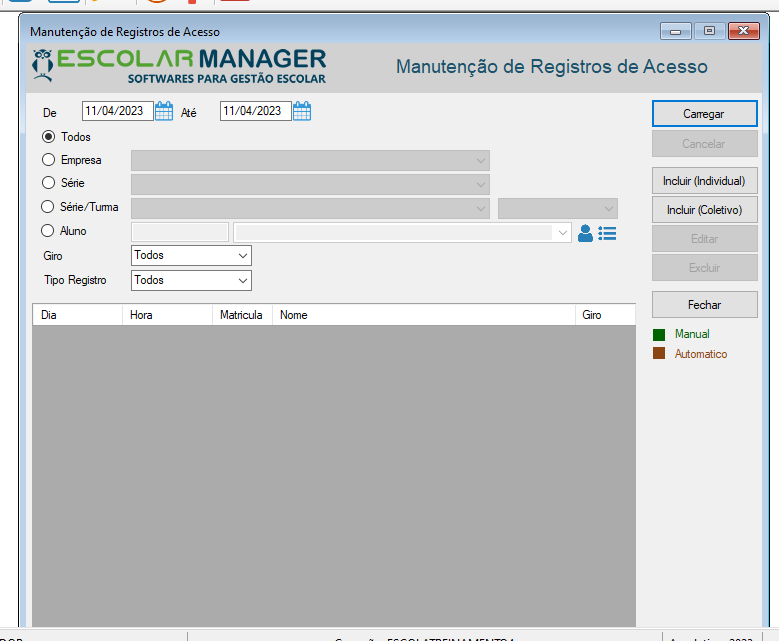 Manutenção de Registros de Acesso
ESCOLAR MANAGER
SOFTWARES PARA GESTÃO ESCOLAR
Manutenção de Registros de Acesso
De 11/04/2023 Até 11/04/2023
Todos
Empresa
Série
Série/Turma
Aluno
Giro Todos
Tipo Registro Todos
Carregar
Cancelar
Incluir (Individual)
Incluir (Coletivo)
Editar
Excluir
Fechar
Manual
Automatico
Dia Hora Matricula Nome Giro